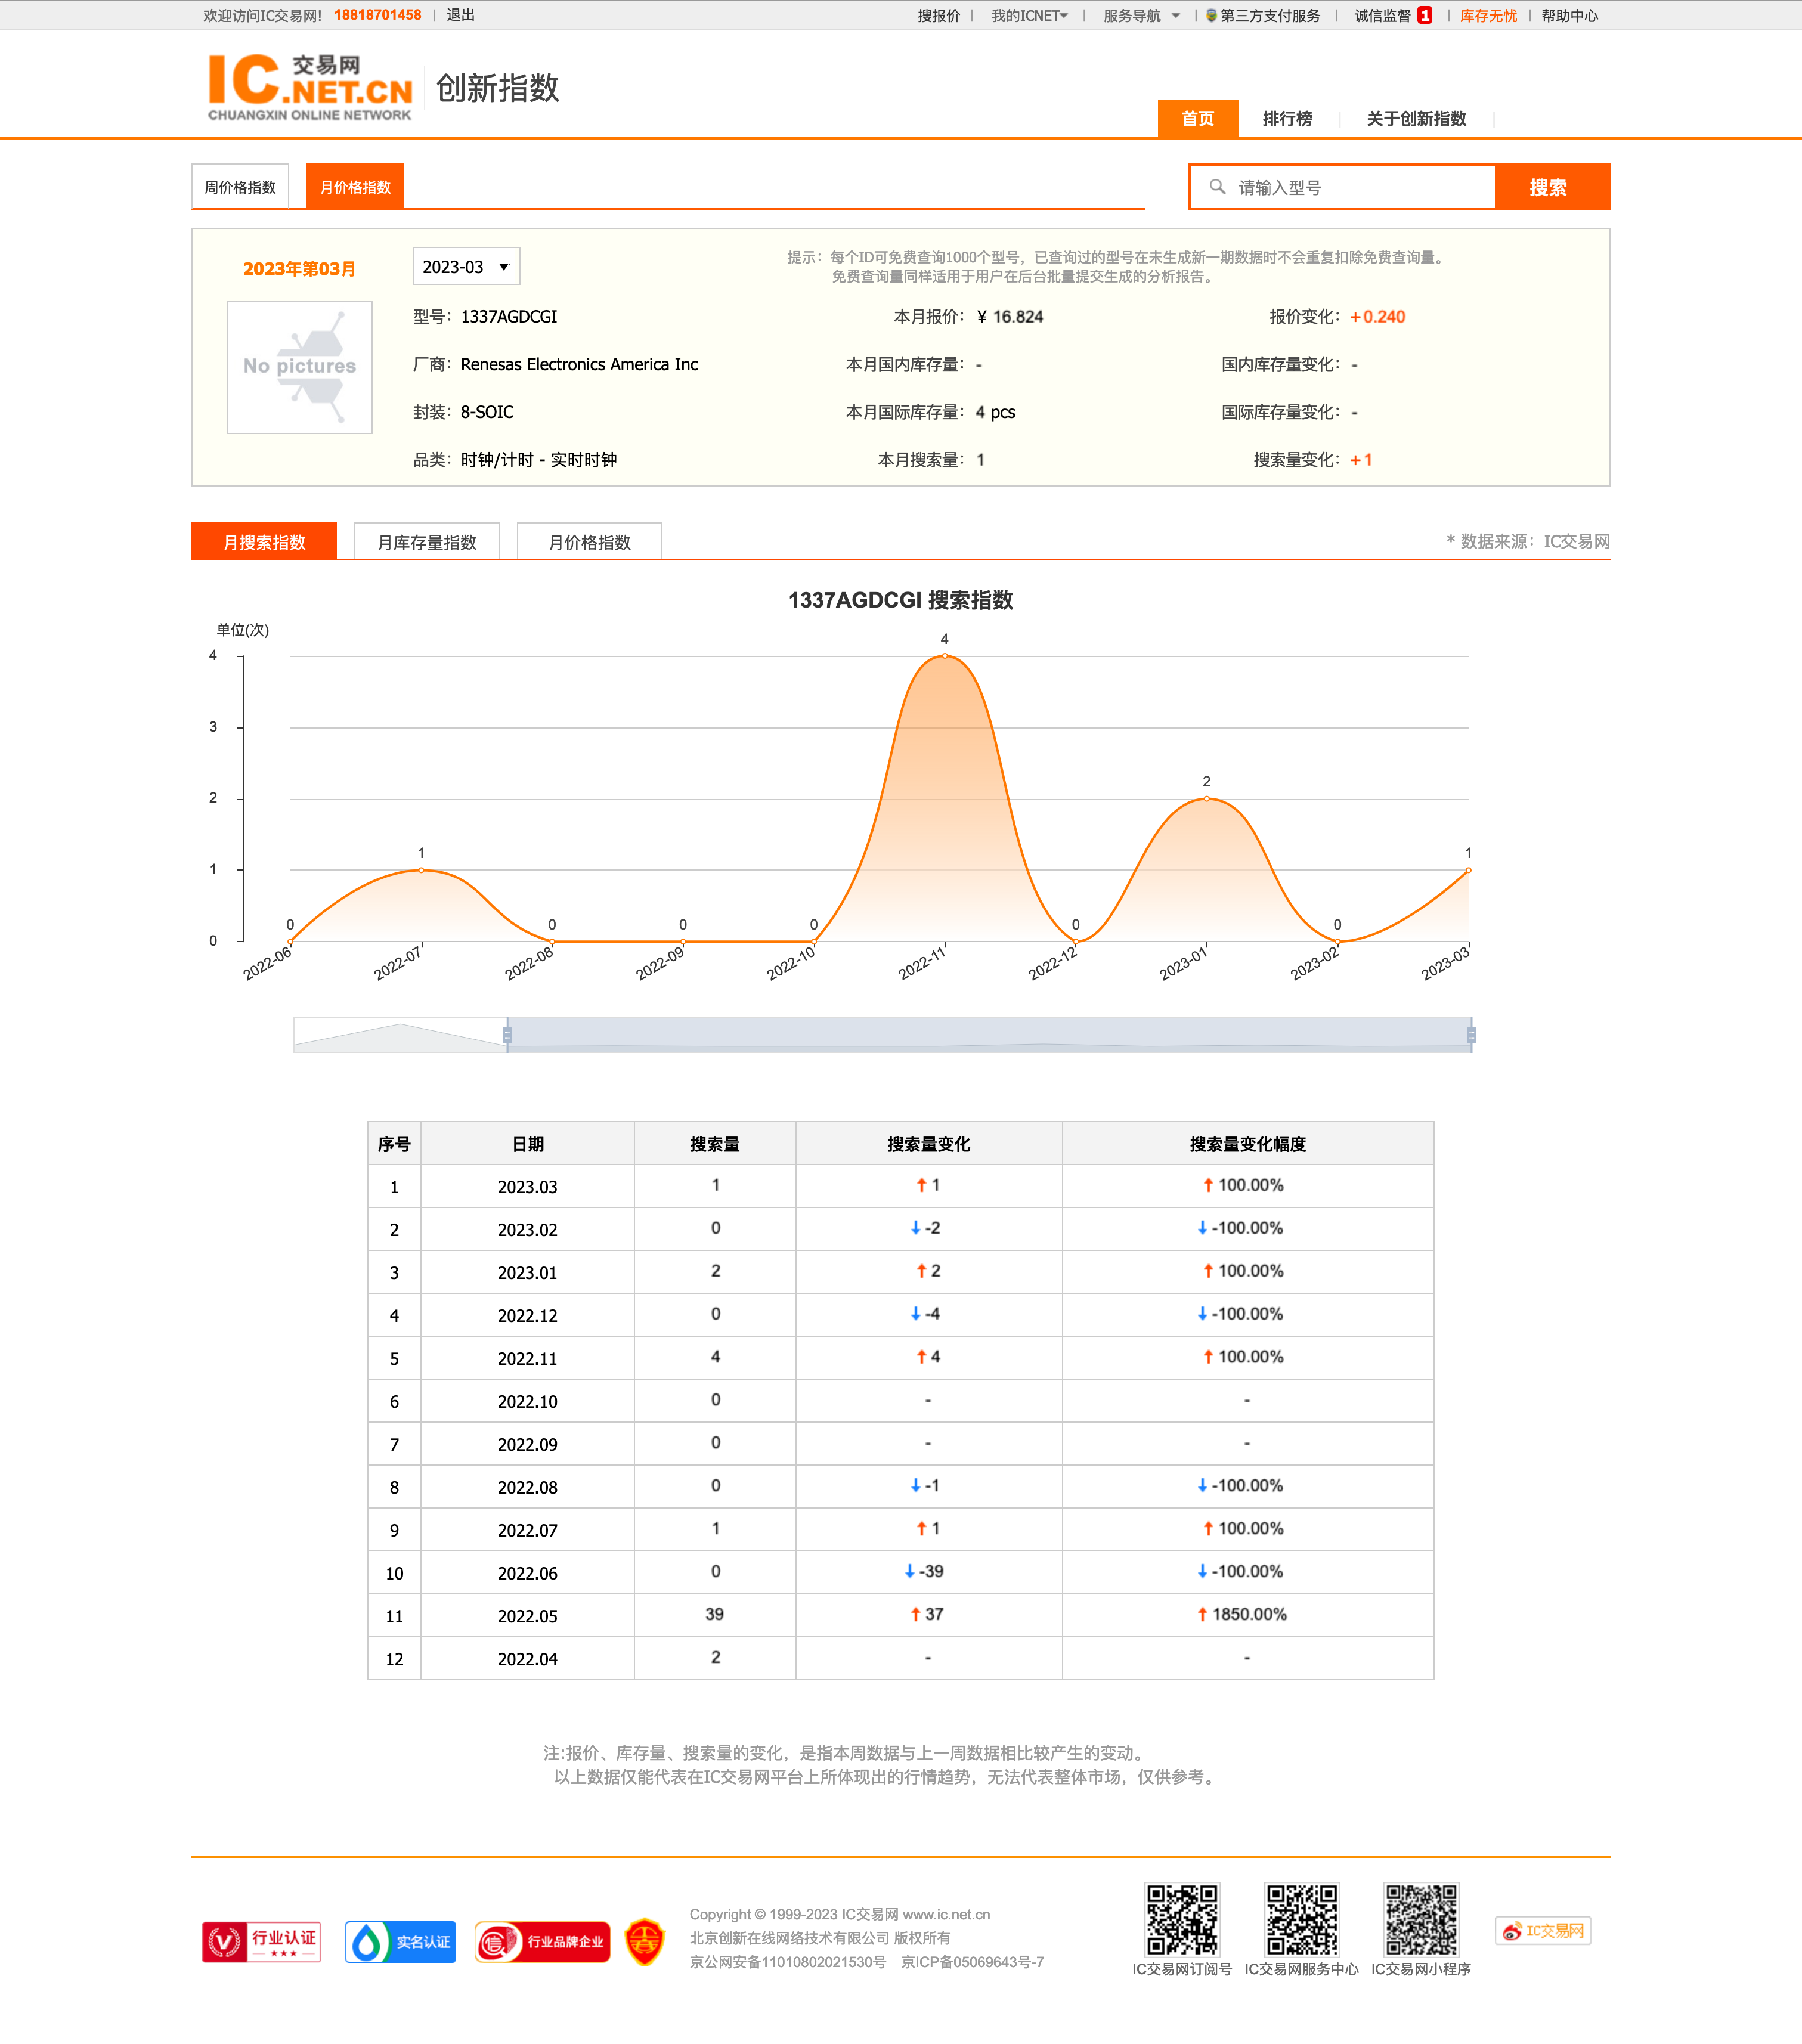 欢迎访问IC交易网! 18818701458 | 退出
搜报价 | 我的ICNET | 服务导航 | 第三方支付服务 | 诚信监督 1 | 库存无忧 | 帮助中心
IC交易网.NET.CN
CHUANGXIN ONLINE NETWORK
创新指数
首页 排行榜 关于创新指数
周价格指数 月价格指数
请输入型号 搜索
2023年第03月 2023-03
提示：每个ID可免费查询1000个型号，已查询过的型号在未生成新一期数据时不会重复扣除免费查询量。
免费查询量同样适用于用户在后台批量提交生成的分析报告。
No pictures
型号：1337AGDCGI 本月报价：¥ 16.824 报价变化：+0.240
厂商：Renesas Electronics America Inc 本月国内库存量：- 国内库存量变化：-
封装：8-SOIC 本月国际库存量：4 pcs 国际库存量变化：-
品类：时钟/计时 - 实时时钟 本月搜索量：1 搜索量变化：+1
月搜索指数 月库存量指数 月价格指数 * 数据来源：IC交易网
1337AGDCGI 搜索指数
单位(次)
4
3
2
1
0
0 1 0 0 0 4 0 2 0 1
2022-06 2022-07 2022-08 2022-09 2022-10 2022-11 2022-12 2023-01 2023-02 2023-03
序号 日期 搜索量 搜索量变化 搜索量变化幅度
1 2023.03 1 ↑ 1 ↑ 100.00%
2 2023.02 0 ↓ -2 ↓ -100.00%
3 2023.01 2 ↑ 2 ↑ 100.00%
4 2022.12 0 ↓ -4 ↓ -100.00%
5 2022.11 4 ↑ 4 ↑ 100.00%
6 2022.10 0 - -
7 2022.09 0 - -
8 2022.08 0 ↓ -1 ↓ -100.00%
9 2022.07 1 ↑ 1 ↑ 100.00%
10 2022.06 0 ↓ -39 ↓ -100.00%
11 2022.05 39 ↑ 37 ↑ 1850.00%
12 2022.04 2 - -
注:报价、库存量、搜索量的变化，是指本周数据与上一周数据相比较产生的变动。
以上数据仅能代表在IC交易网平台上所体现出的行情趋势，无法代表整体市场，仅供参考。
行业认证
实名认证
信 行业品牌企业
Copyright © 1999-2023 IC交易网 www.ic.net.cn
北京创新在线网络技术有限公司 版权所有
京公网安备11010802021530号 京ICP备05069643号-7
IC交易网订阅号 IC交易网服务中心 IC交易网小程序
IC交易网